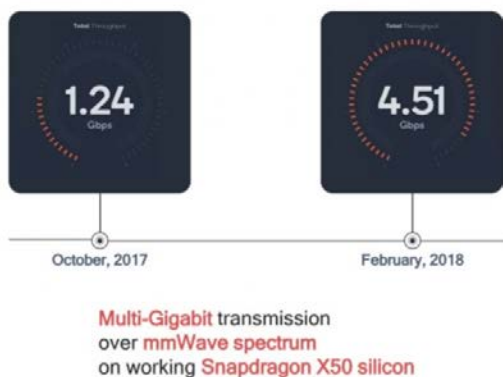 Total Throughput
1.24
Gbps
October, 2017
Total Throughput
4.51
Gbps
February, 2018
Multi-Gigabit transmission
over mmWave spectrum
on working Snapdragon X50 silicon